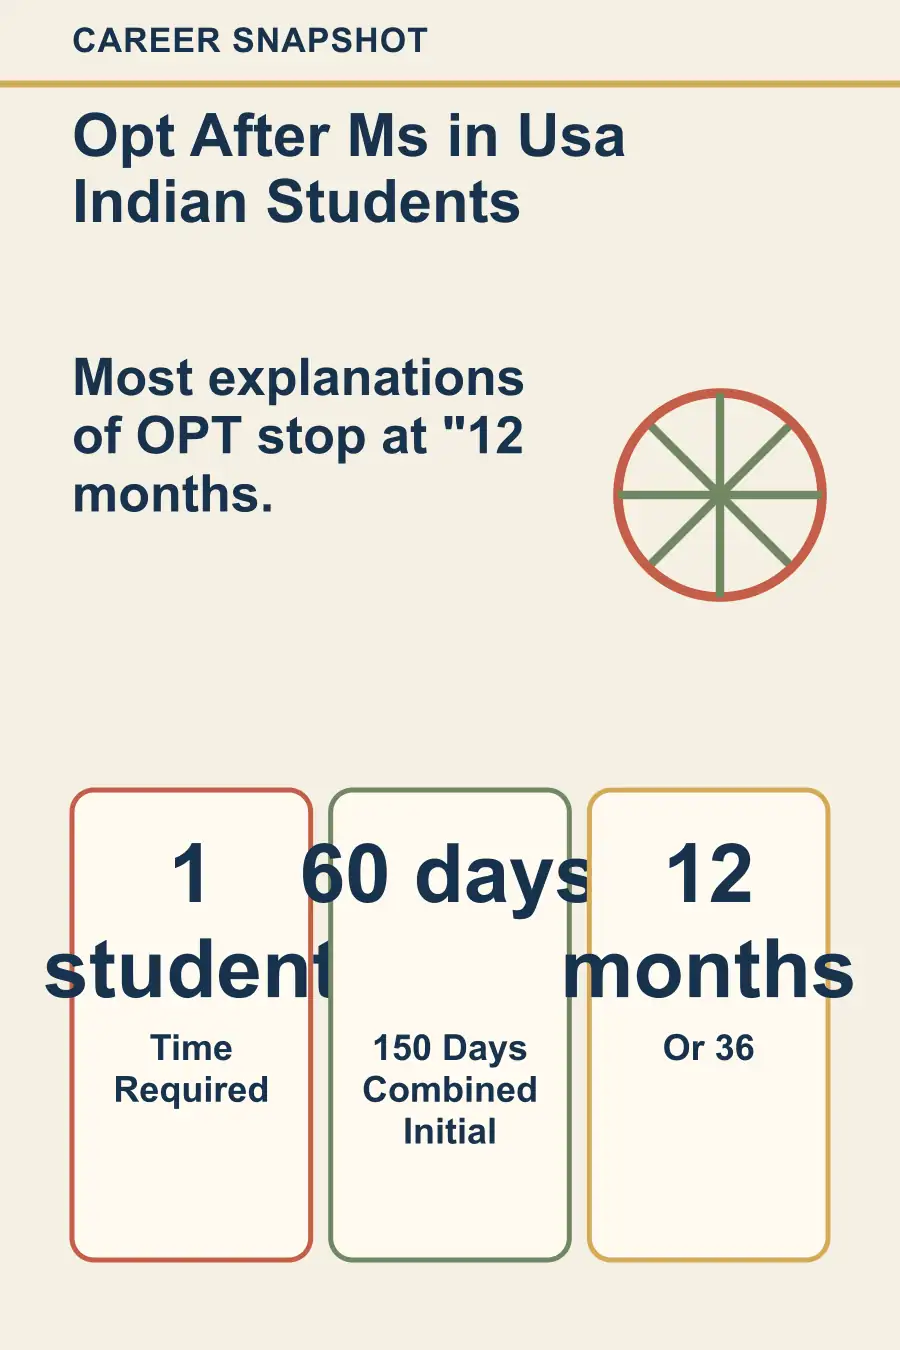 CAREER SNAPSHOT
Opt After Ms in Usa
Indian Students
Most explanations
of OPT stop at "12
months.
1
student
Time
Required
60 days
150 Days
Combined
Initial
12
months
Or 36